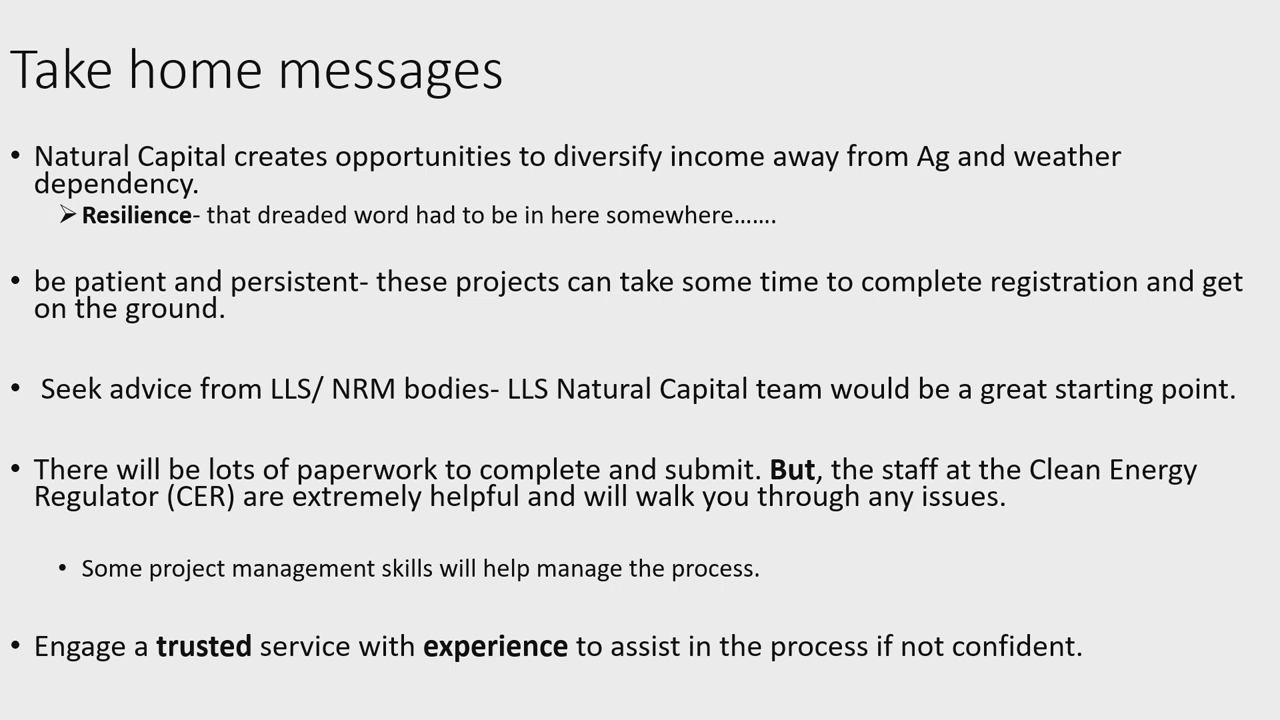 Take home messages
• Natural Capital creates opportunities to diversify income away from Ag and weather
dependency.
➢ Resilience- that dreaded word had to be in here somewhere…….
• be patient and persistent- these projects can take some time to complete registration and get
on the ground.
• Seek advice from LLS/ NRM bodies- LLS Natural Capital team would be a great starting point.
• There will be lots of paperwork to complete and submit. But, the staff at the Clean Energy
Regulator (CER) are extremely helpful and will walk you through any issues.
• Some project management skills will help manage the process.
• Engage a trusted service with experience to assist in the process if not confident.